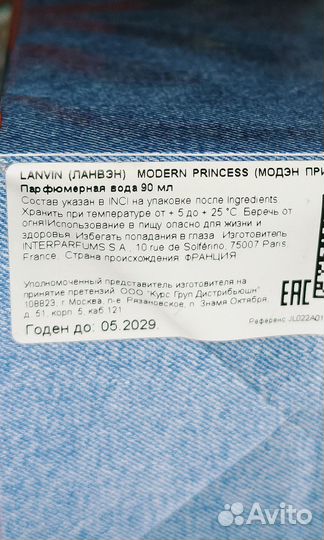 LANVIN (ЛАНВЭН) MODERN PRINCESS (МОДЭН ПРИ
Парфюмерная вода 90 мл
Состав указан в INCI на упаковке после Ingredients
Хранить при температуре от + 5 до + 25 °С. Беречь от
огня!Использование в пищу опасно для жизни и
здоровья. Избегать попадания в глаза. Изготовитель
INTERPARFUMS S.A. 10 rue de Solférino, 75007 Paris
France. Страна происхождения: ФРАНЦИЯ
Уполномоченный представитель изготовителя на
принятие претензий: ООО "Курс Груп Дистрибьюшн"
108823, г. Москва, п-е Рязановское, п. Знамя Октября,
д. 51, корп. 5, каб.121
Годен до: 05.2029
EAC
Референс JL022A01
Avito